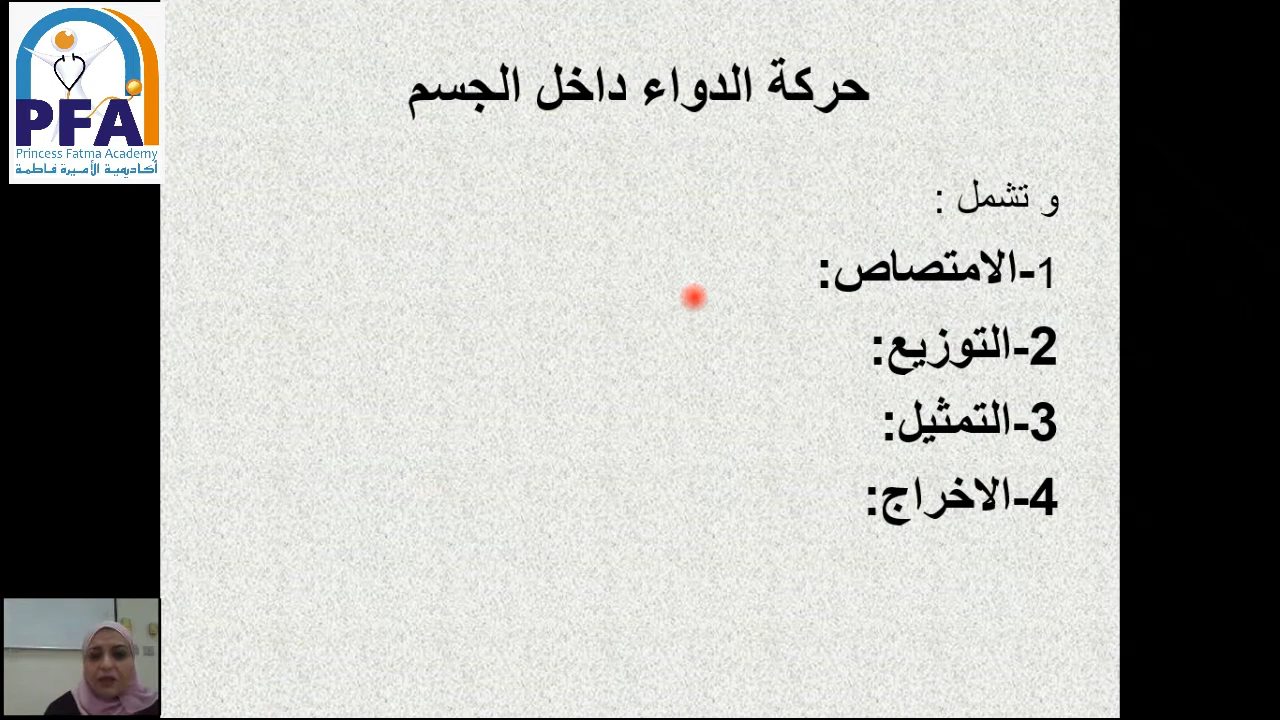 PFA
Princess Fatma Academy
أكاديمية الأميرة فاطمة
حركة الدواء داخل الجسم
و تشمل :
1-الامتصاص:
2-التوزيع:
3-التمثيل:
4-الاخراج: